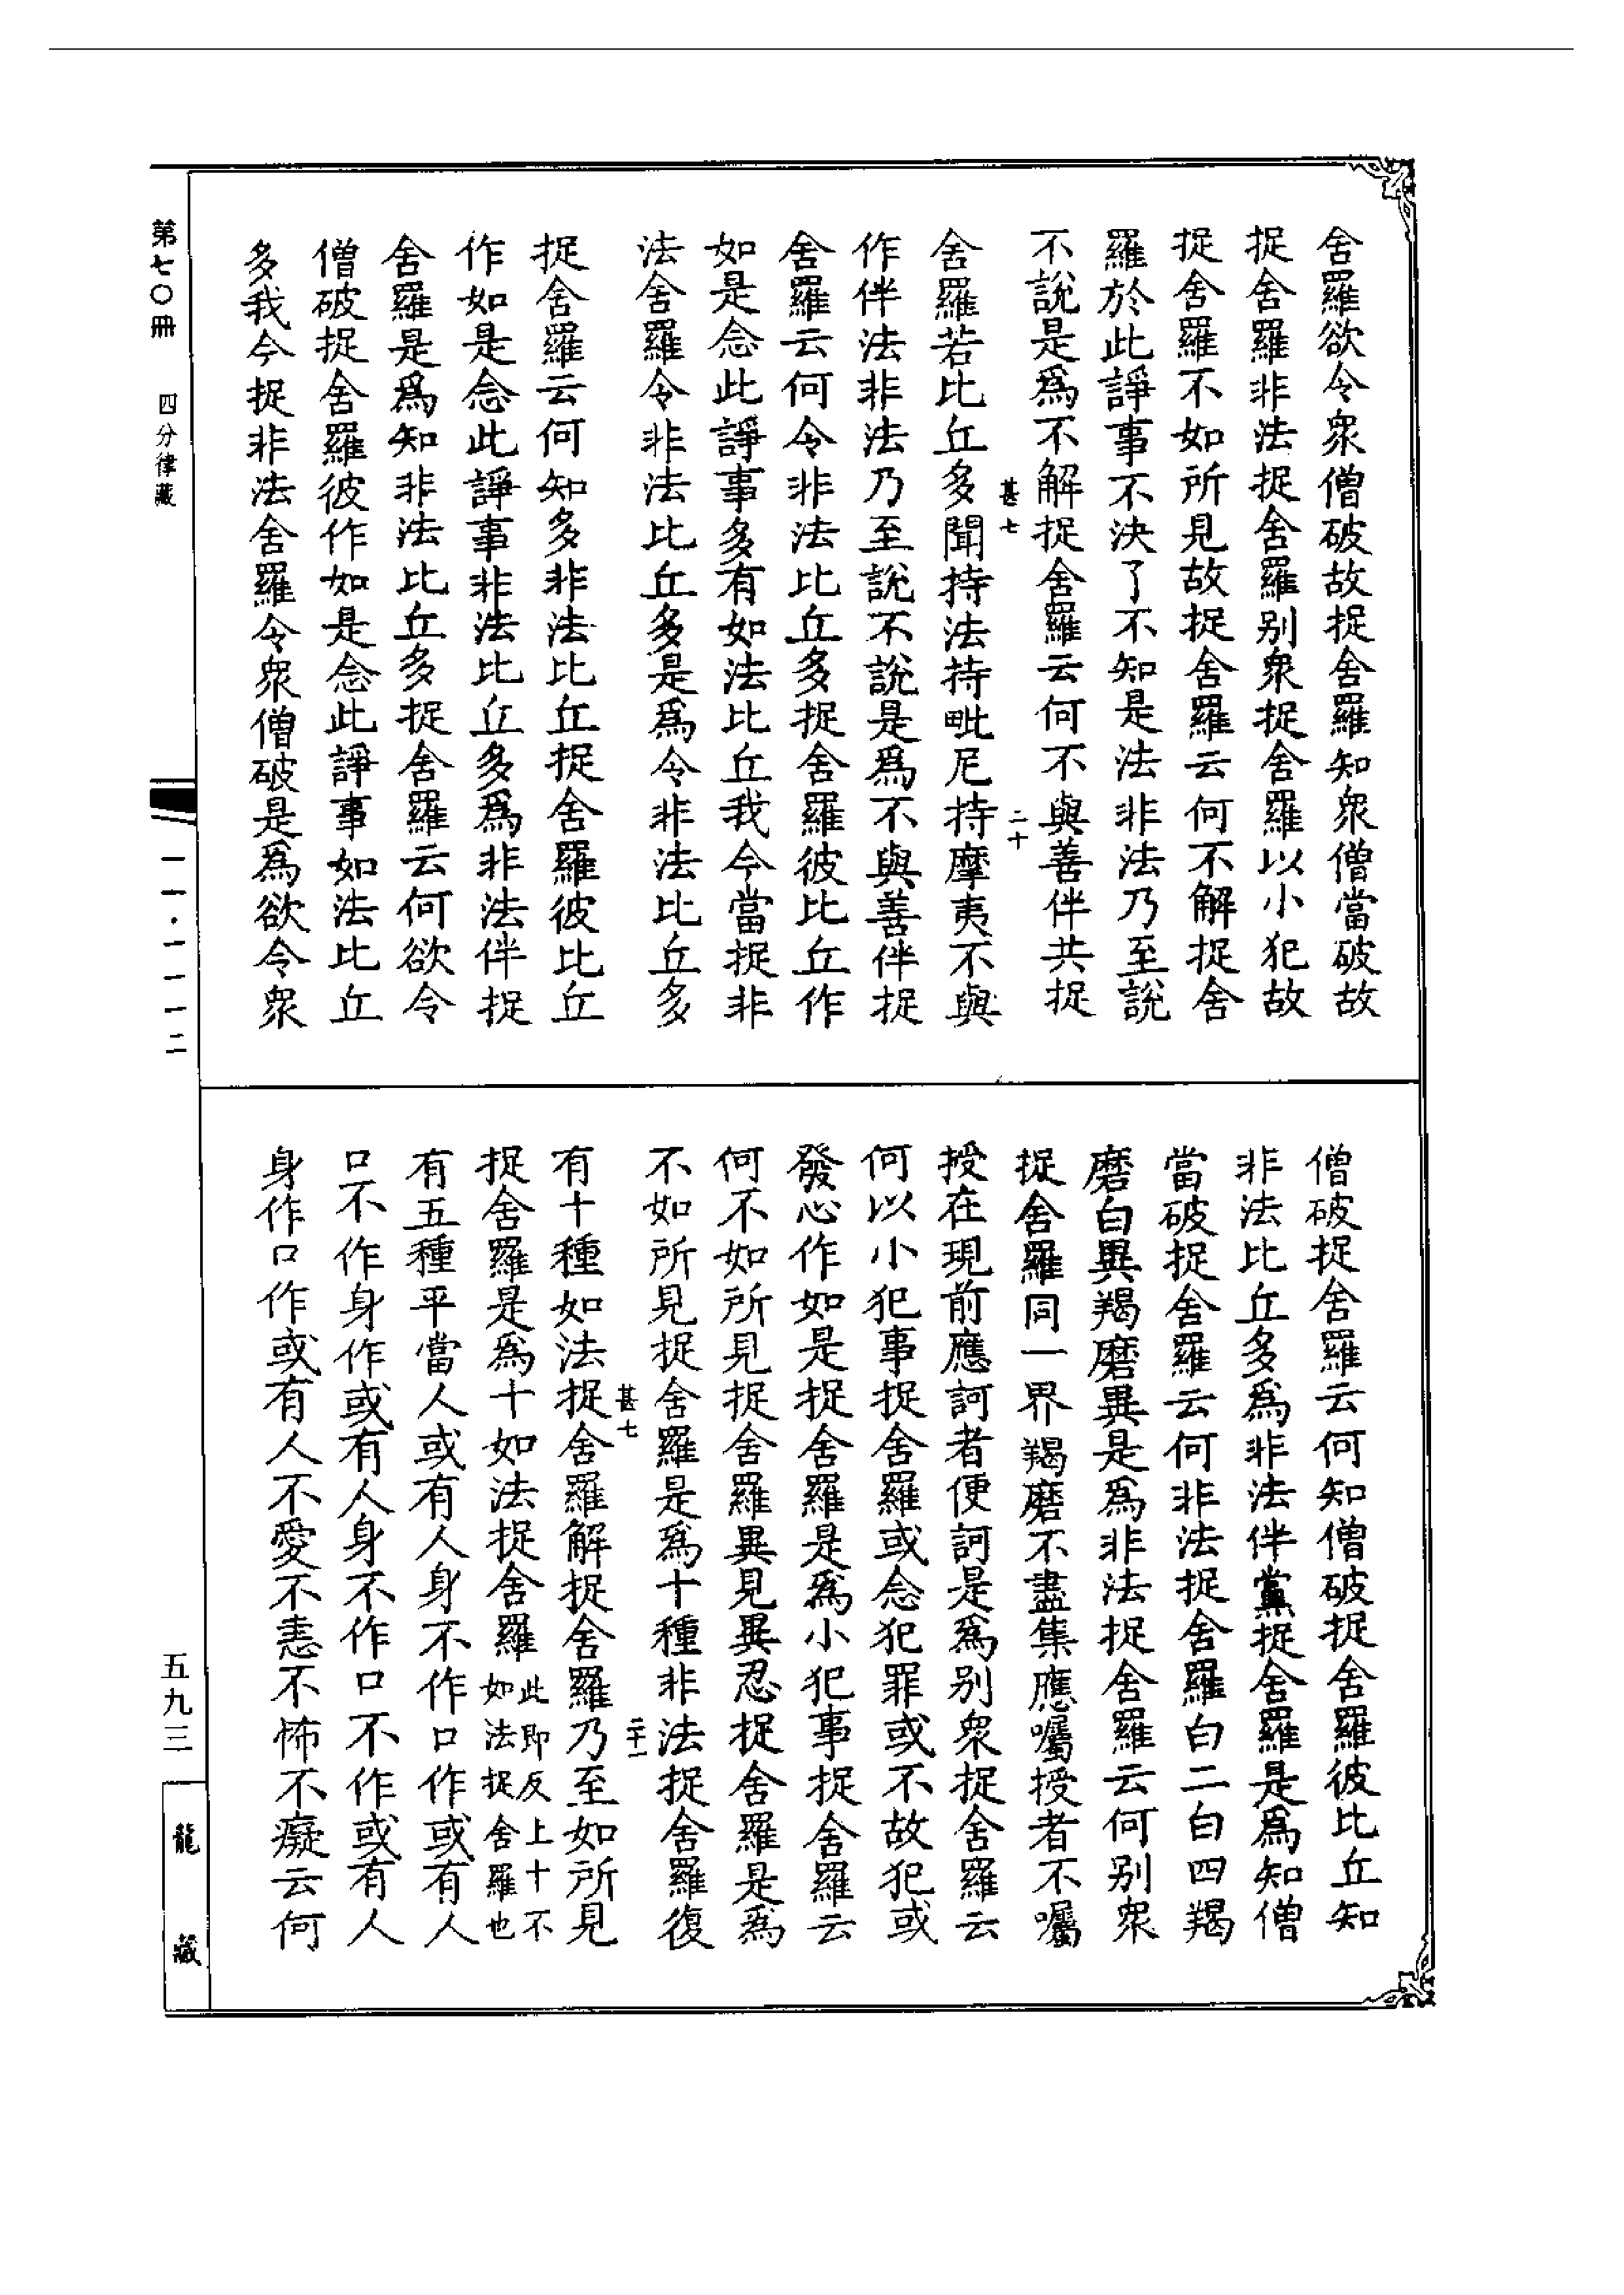 舍羅欲令衆僧破故捉舍羅知衆僧當破故
捉舍羅非法捉舍羅别衆捉舍羅以小犯故
捉舍羅不如所見故捉舍羅云何不解捉舍
羅於此諍事不決了不知是法非法乃至說
不說是爲不解捉舍羅云何不與善伴共捉
甚七
二十
舍羅若比丘多聞持法持毗尼持摩夷不與
作伴法非法乃至說不說是爲不與善伴捉
舍羅云何令非法比丘多捉舍羅彼比丘作
如是念此諍事多有如法比丘我今當捉非
法舍羅令非法比丘多是爲令非法比丘多
捉舍羅云何知多非法比丘捉舍羅彼比丘
作如是念此諍事非法比丘多爲非法伴捉
舍羅是爲知非法比丘多捉舍羅云何欲令
僧破捉舍羅彼作如是念此諍事如法比丘
多我今捉非法舍羅令衆僧破是爲欲令衆
僧破捉舍羅云何知僧破捉舍羅彼比丘知
非法比丘多爲非法伴黨捉舍羅是爲知僧
當破捉舍羅云何非法捉舍羅白二白四羯
磨白異羯磨異是爲非法捉舍羅云何别衆
捉舍羅同一界羯磨不盡集應囑授者不囑
授在現前應訶者便訶是爲别衆捉舍羅云
何以小犯事捉舍羅或念犯罪或不故犯或
發心作如是捉舍羅是爲小犯事捉舍羅云
何不如所見捉舍羅異見異忍捉舍羅是爲
不如所見捉舍羅是爲十種非法捉舍羅復
甚七
二十一
有十種如法捉舍羅解捉舍羅乃至如所見
捉舍羅是爲十如法捉舍羅此即反上十不如法捉舍羅也
有五種平當人或有人身不作口作或有人
口不作身作或有人身不作口不作或有人
身作口作或有人不愛不恚不怖不癡云何
第七〇冊
四分律藏
一一·一一一二
五九三
龍藏